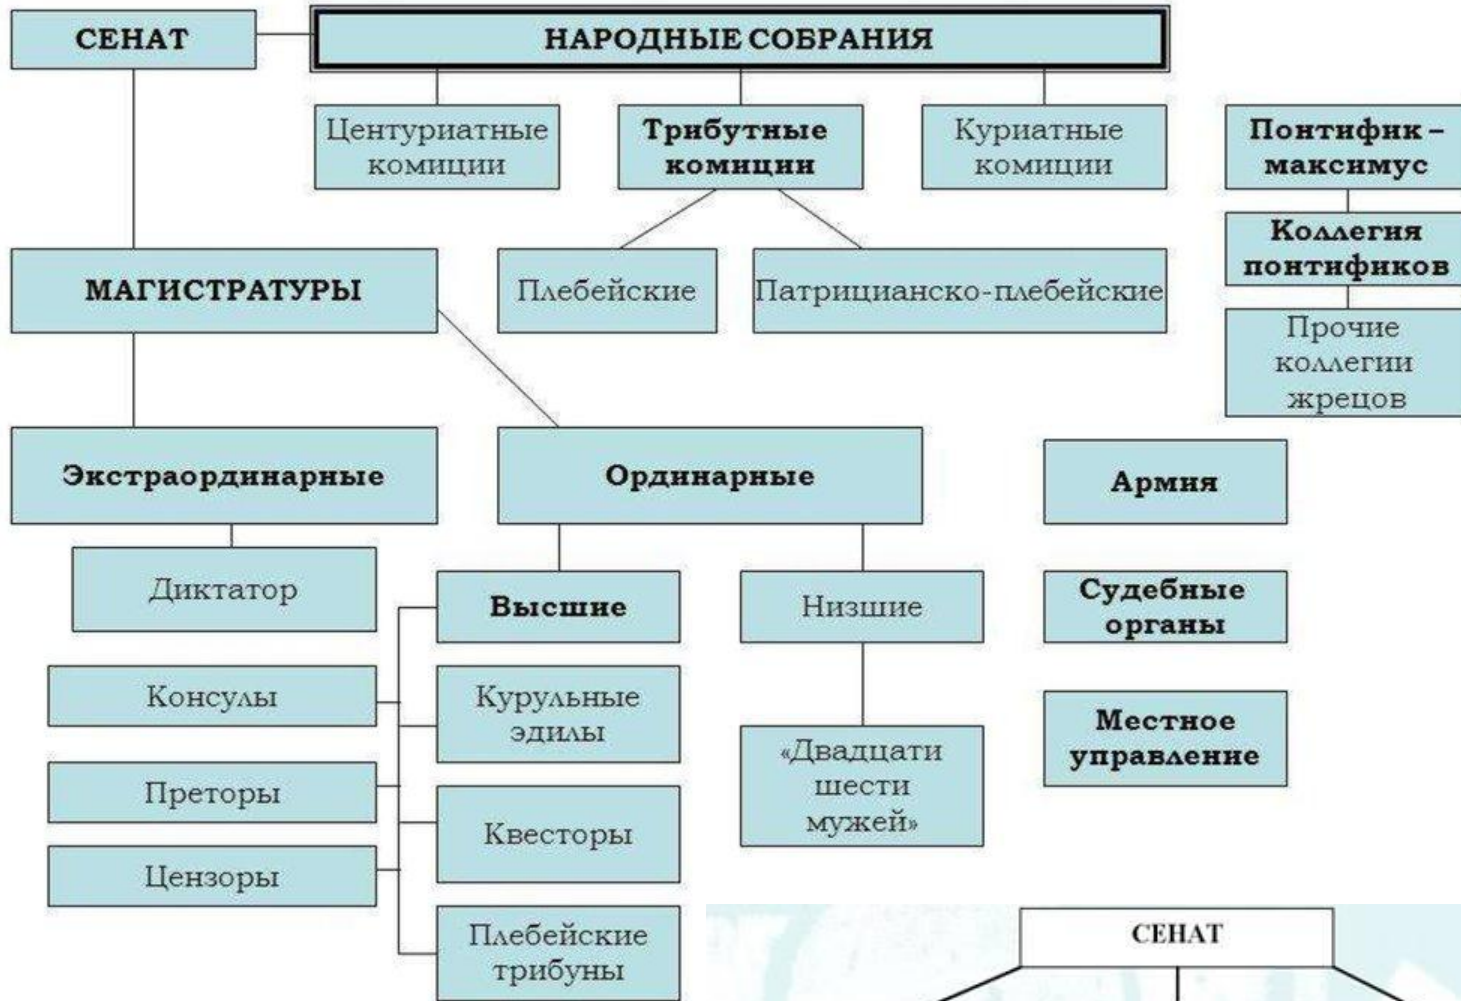 СЕНАТ
НАРОДНЫЕ СОБРАНИЯ
Центуриатные
комиции
Трибутные
комиции
Куриатные
комиции
Понтифик –
максимус
Коллегия
понтификов
Прочие
коллегии
жрецов
МАГИСТРАТУРЫ
Плебейские
Патрицианско-плебейские
Экстраординарные
Ординарные
Армия
Диктатор
Высшие
Низшие
Судебные
органы
Консулы
Курульные
эдилы
«Двадцати
шести
мужей»
Местное
управление
Преторы
Квесторы
Цензоры
Плебейские
трибуны
СЕНАТ